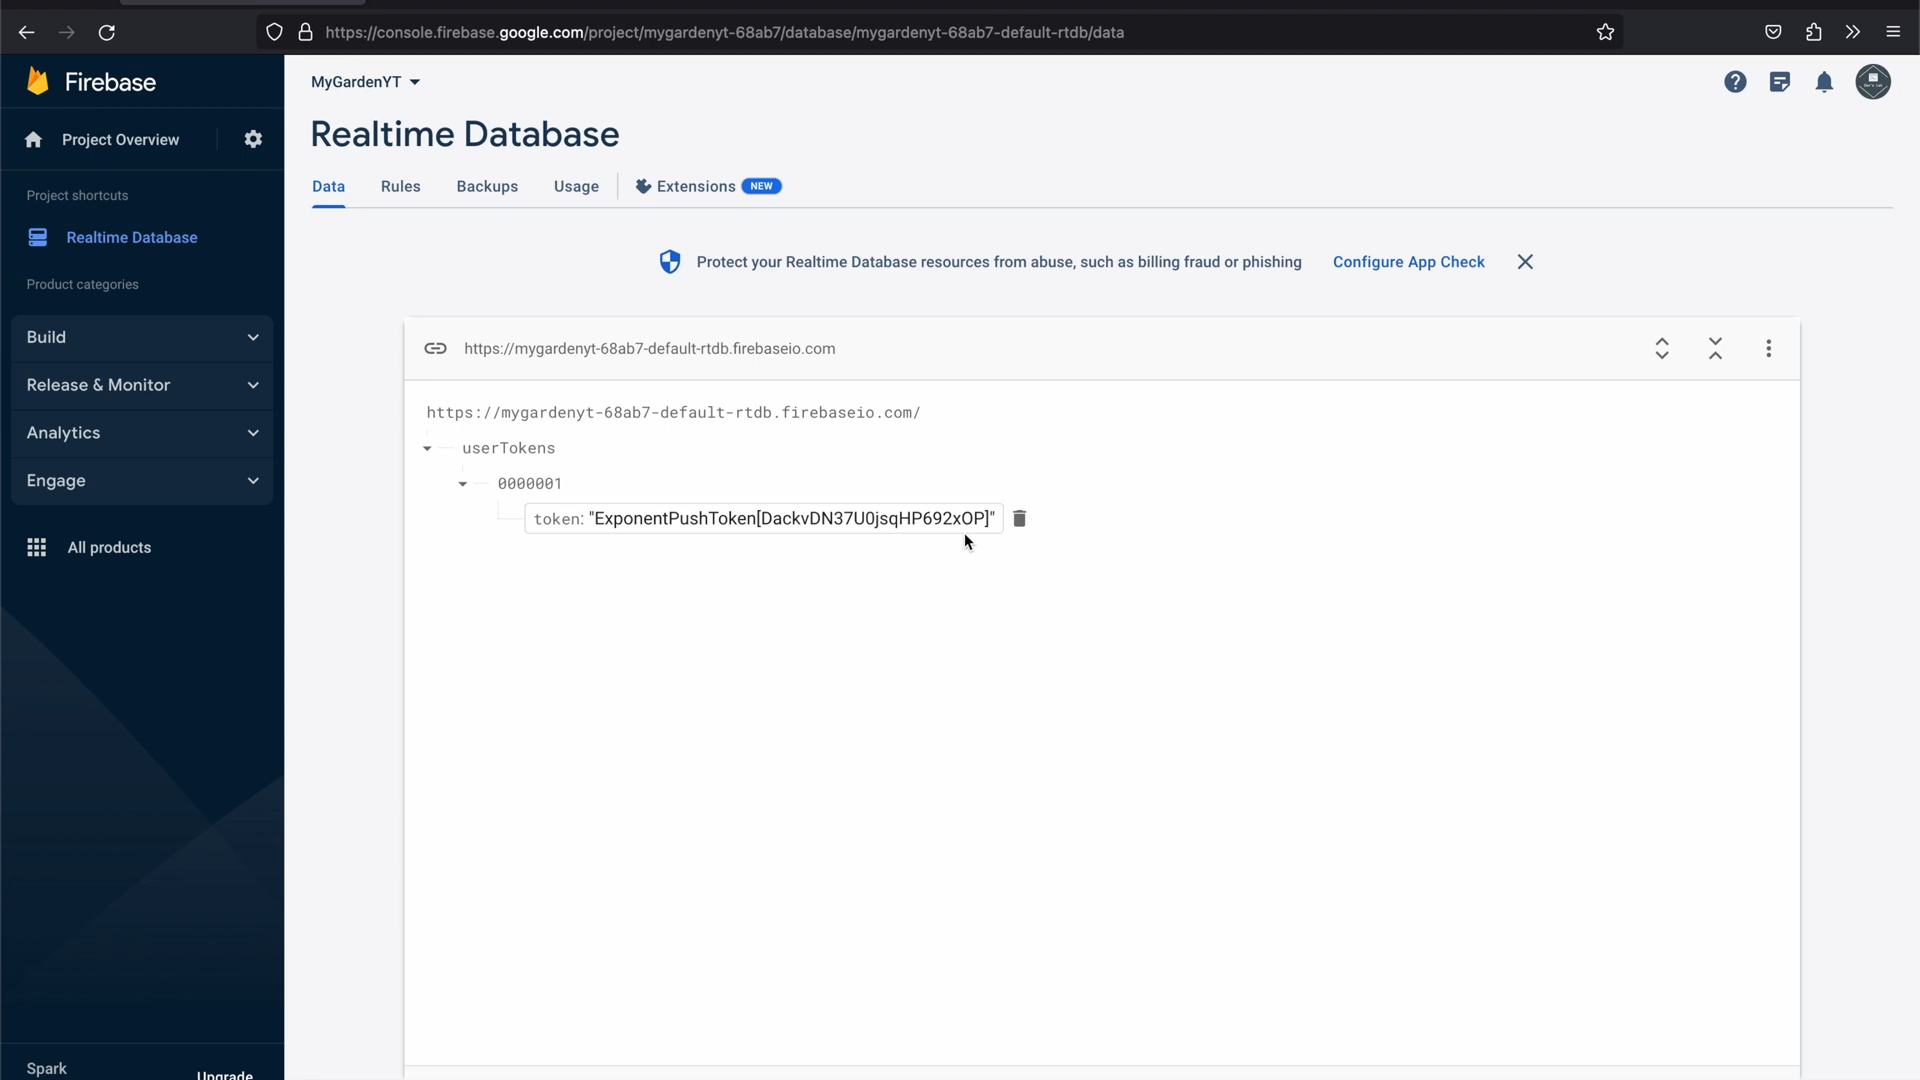 https://console.firebase.google.com/project/mygardenyt-68ab7/database/mygardenyt-68ab7-default-rtdb/data
Firebase
MyGardenYT
Project Overview
Realtime Database
Data Rules Backups Usage Extensions NEW
Project shortcuts
Realtime Database
Product categories
Build
Release & Monitor
Analytics
Engage
All products
Spark
Upgrade
Protect your Realtime Database resources from abuse, such as billing fraud or phishing Configure App Check
https://mygardenyt-68ab7-default-rtdb.firebaseio.com
https://mygardenyt-68ab7-default-rtdb.firebaseio.com/
userTokens
0000001
token: "ExponentPushToken[DackvDN37U0jsqHP692xOP]"